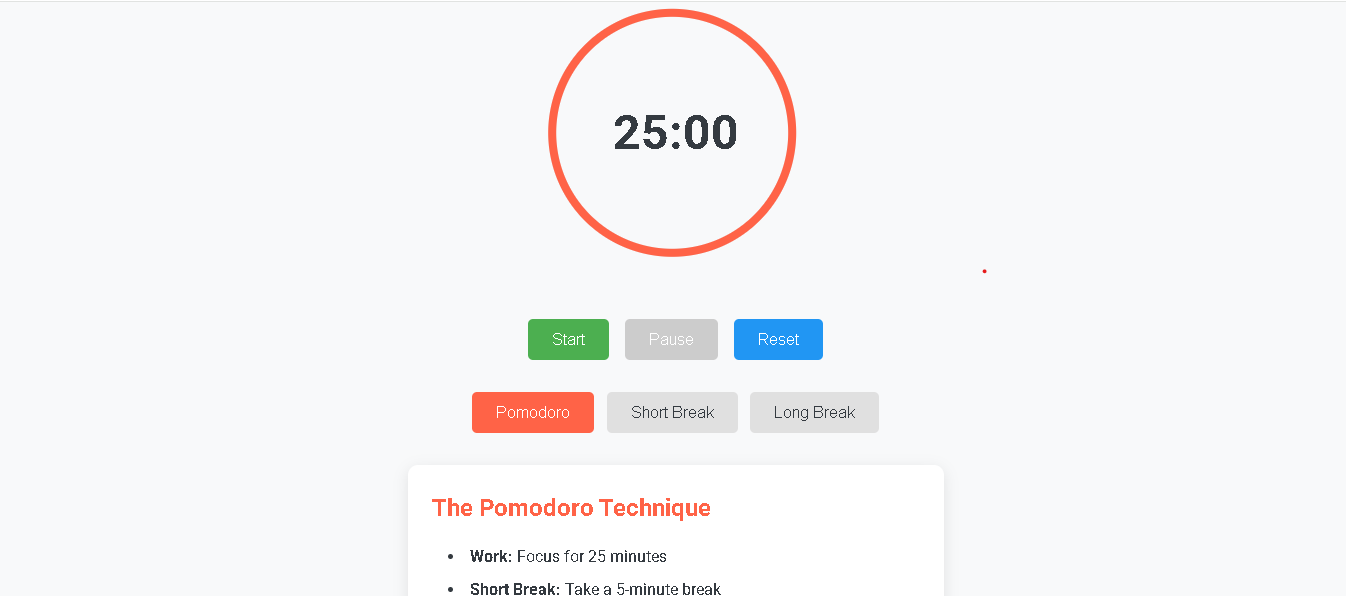 25:00
Start Pause Reset
Pomodoro Short Break Long Break
The Pomodoro Technique
• Work: Focus for 25 minutes
• Short Break: Take a 5-minute break